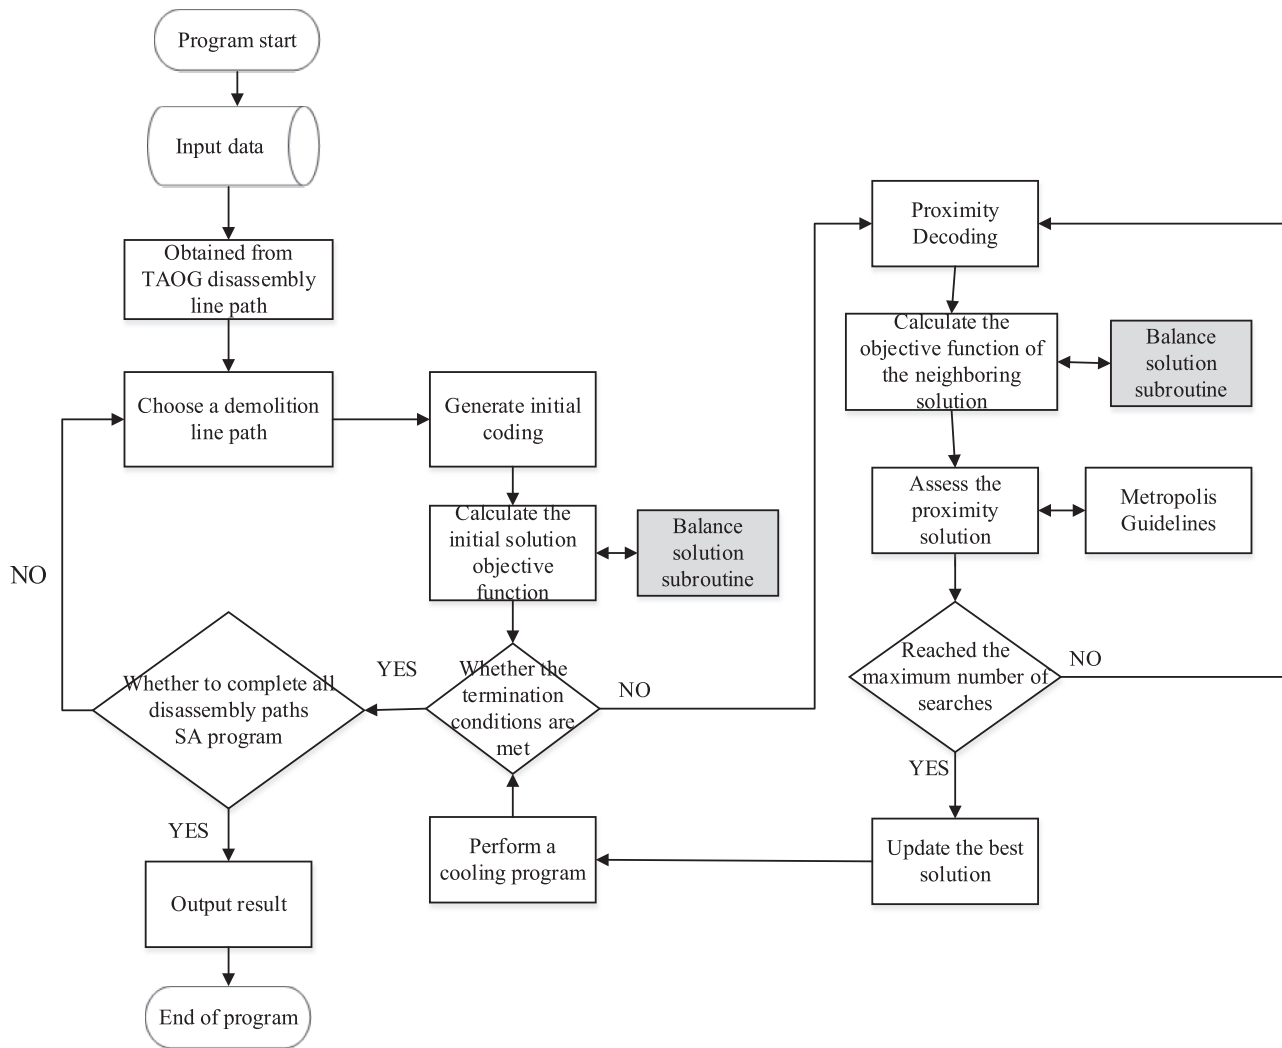 Program start
Input data
Obtained from
TAOG disassembly
line path
Choose a demolition
line path
Generate initial
coding
Calculate the
initial solution
objective
function
Balance
solution
subroutine
Whether the
termination
conditions are
met
YES
NO
Whether to complete all
disassembly paths
SA program
NO
YES
Output result
End of program
Perform a
cooling program
Proximity
Decoding
Calculate the
objective function of
the neighboring
solution
Balance
solution
subroutine
Assess the
proximity
solution
Metropolis
Guidelines
Reached the
maximum number of
searches
NO
YES
Update the best
solution